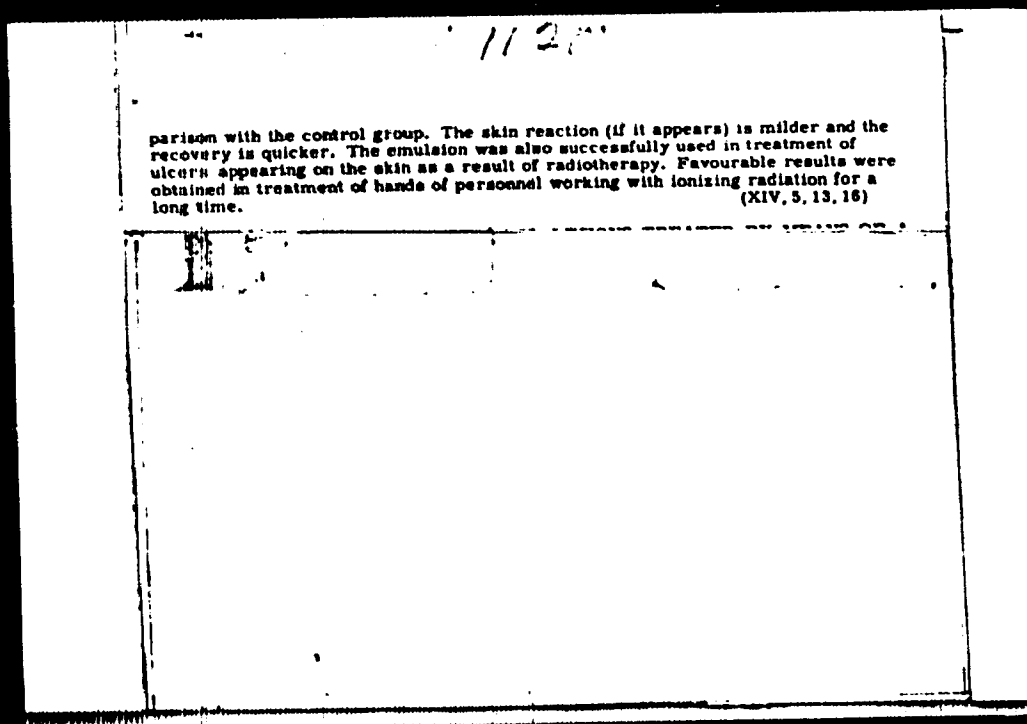 parison with the control group. The skin reaction (if it appears) is milder and the
recovery is quicker. The emulsion was also successfully used in treatment of
ulcers appearing on the skin as a result of radiotherapy. Favourable results were
obtained in treatment of hands of personnel working with ionizing radiation for a
long time. (XIV, 5, 13, 16)